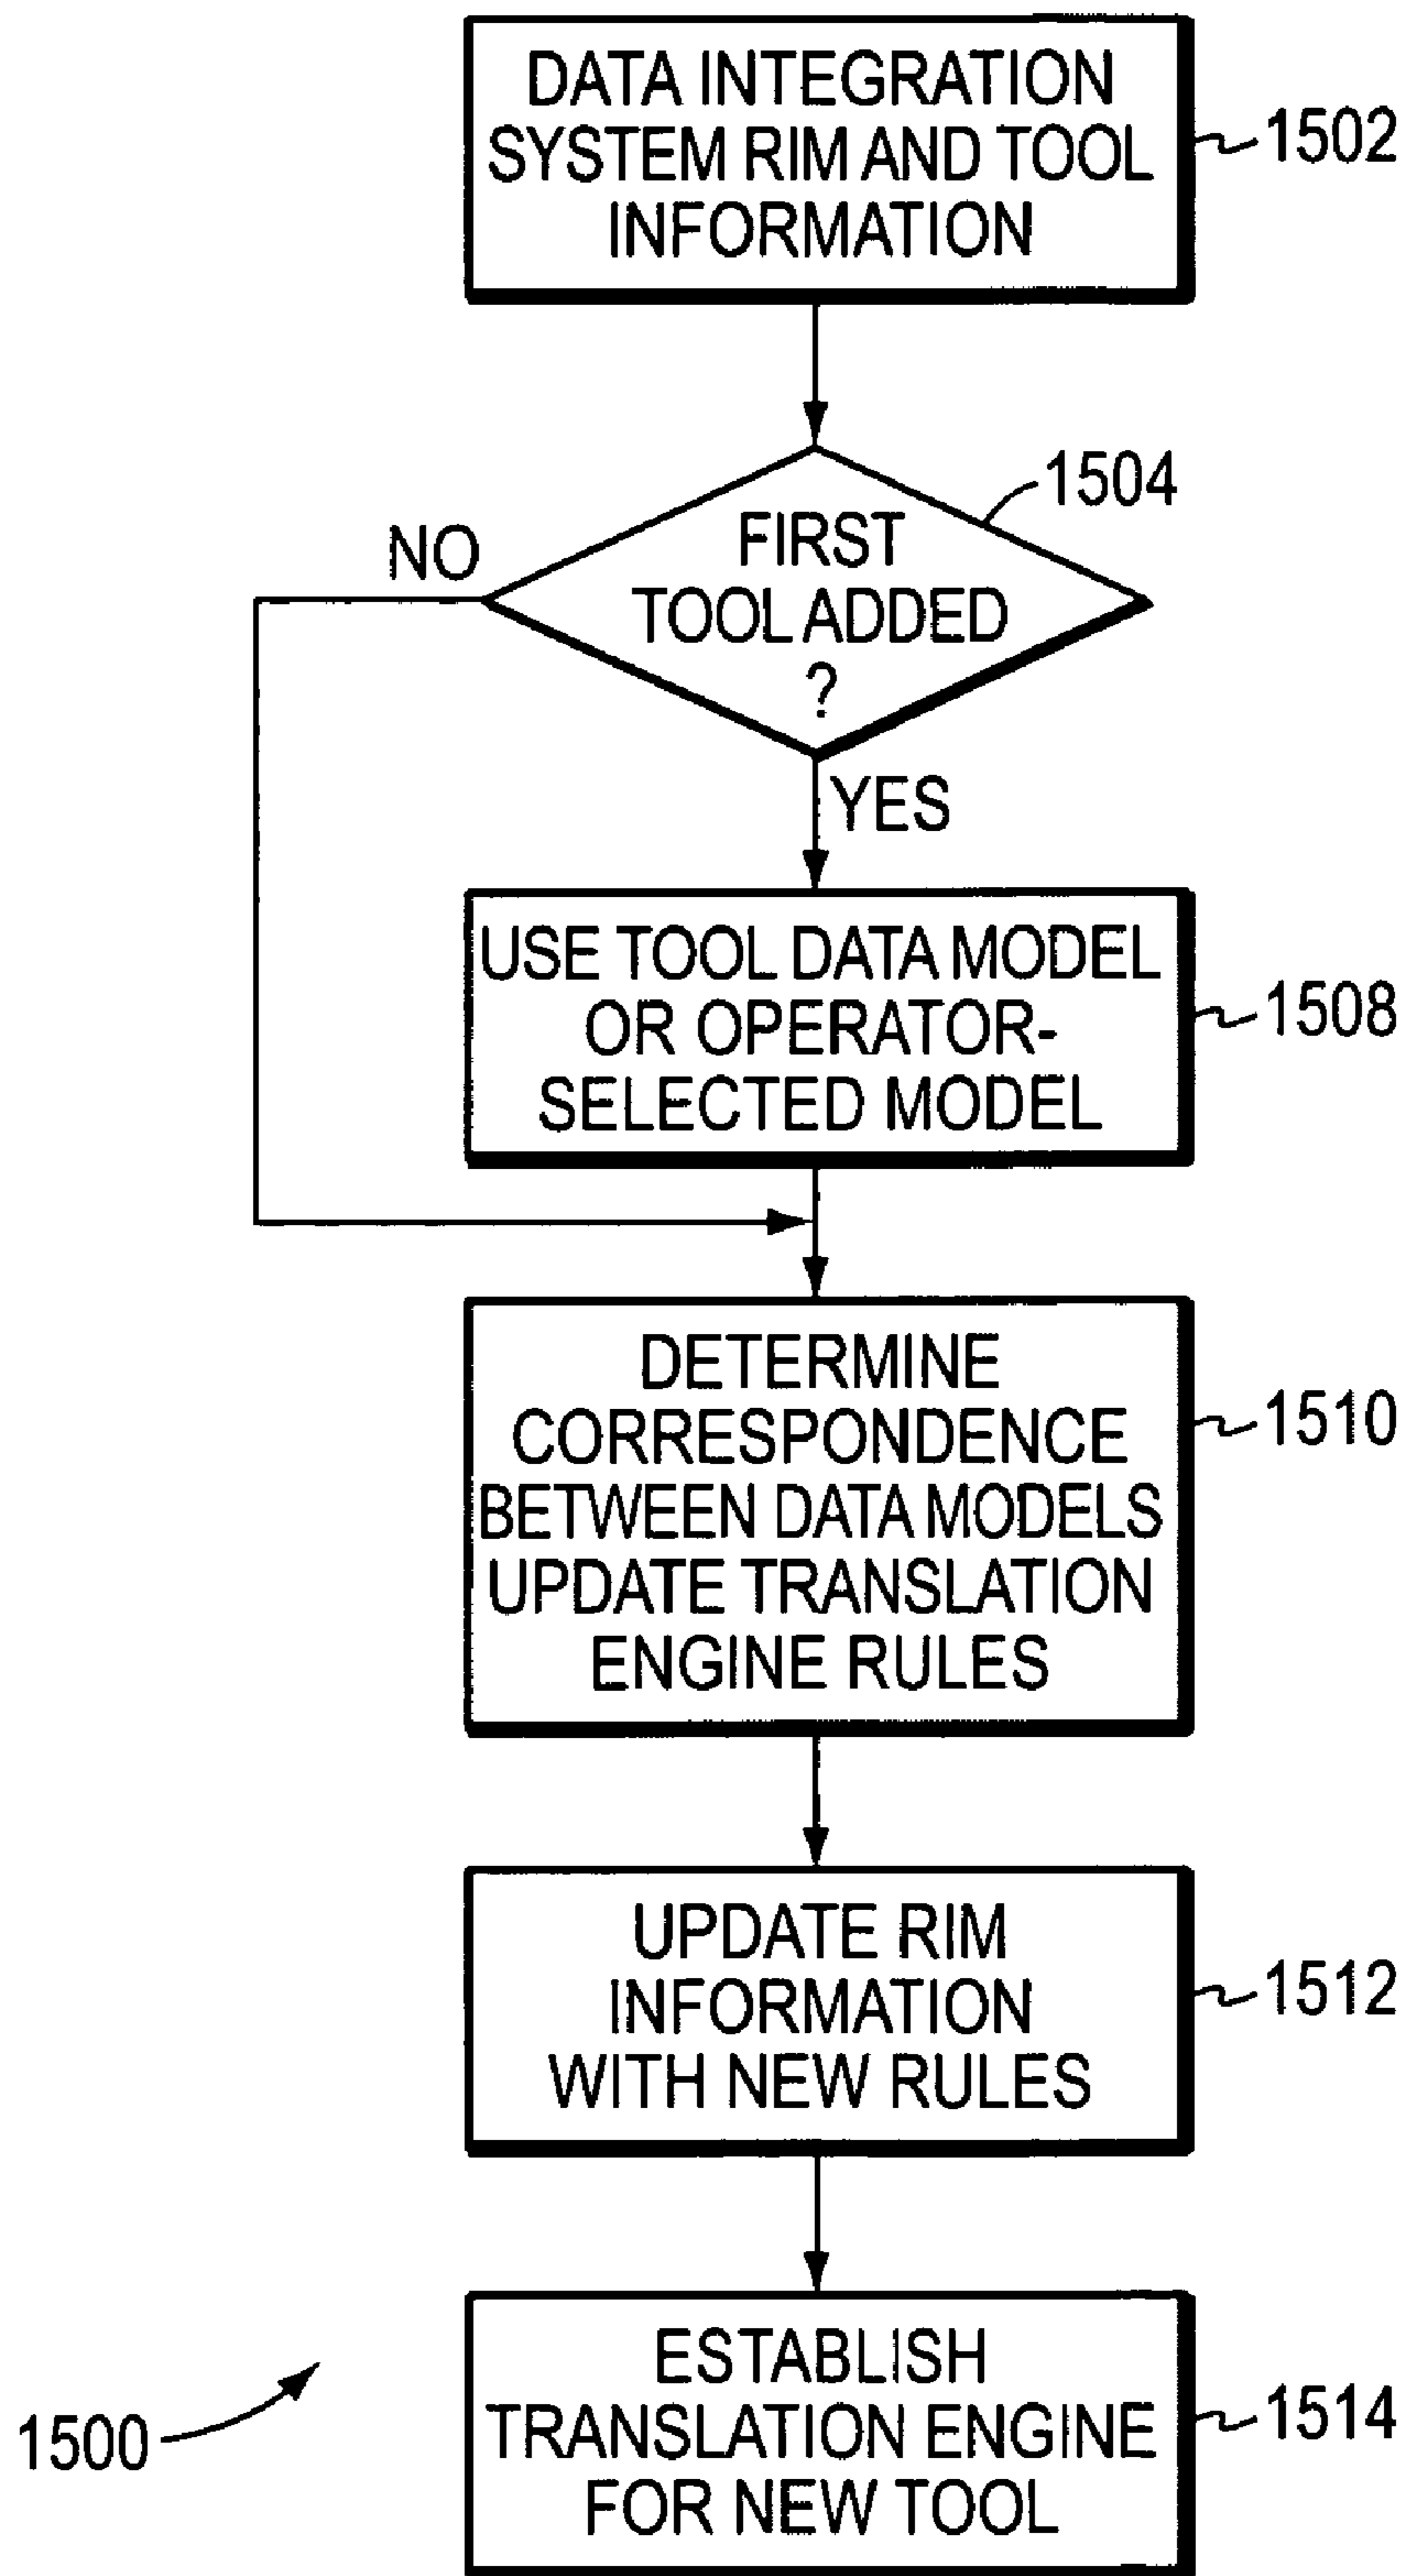 DATA INTEGRATION
SYSTEM RIM AND TOOL
INFORMATION
1502
1504
FIRST
TOOL ADDED
?
NO
YES
USE TOOL DATA MODEL
OR OPERATOR-
SELECTED MODEL
1508
DETERMINE
CORRESPONDENCE
BETWEEN DATA MODELS
UPDATE TRANSLATION
ENGINE RULES
1510
UPDATE RIM
INFORMATION
WITH NEW RULES
1512
ESTABLISH
TRANSLATION ENGINE
FOR NEW TOOL
1514
1500